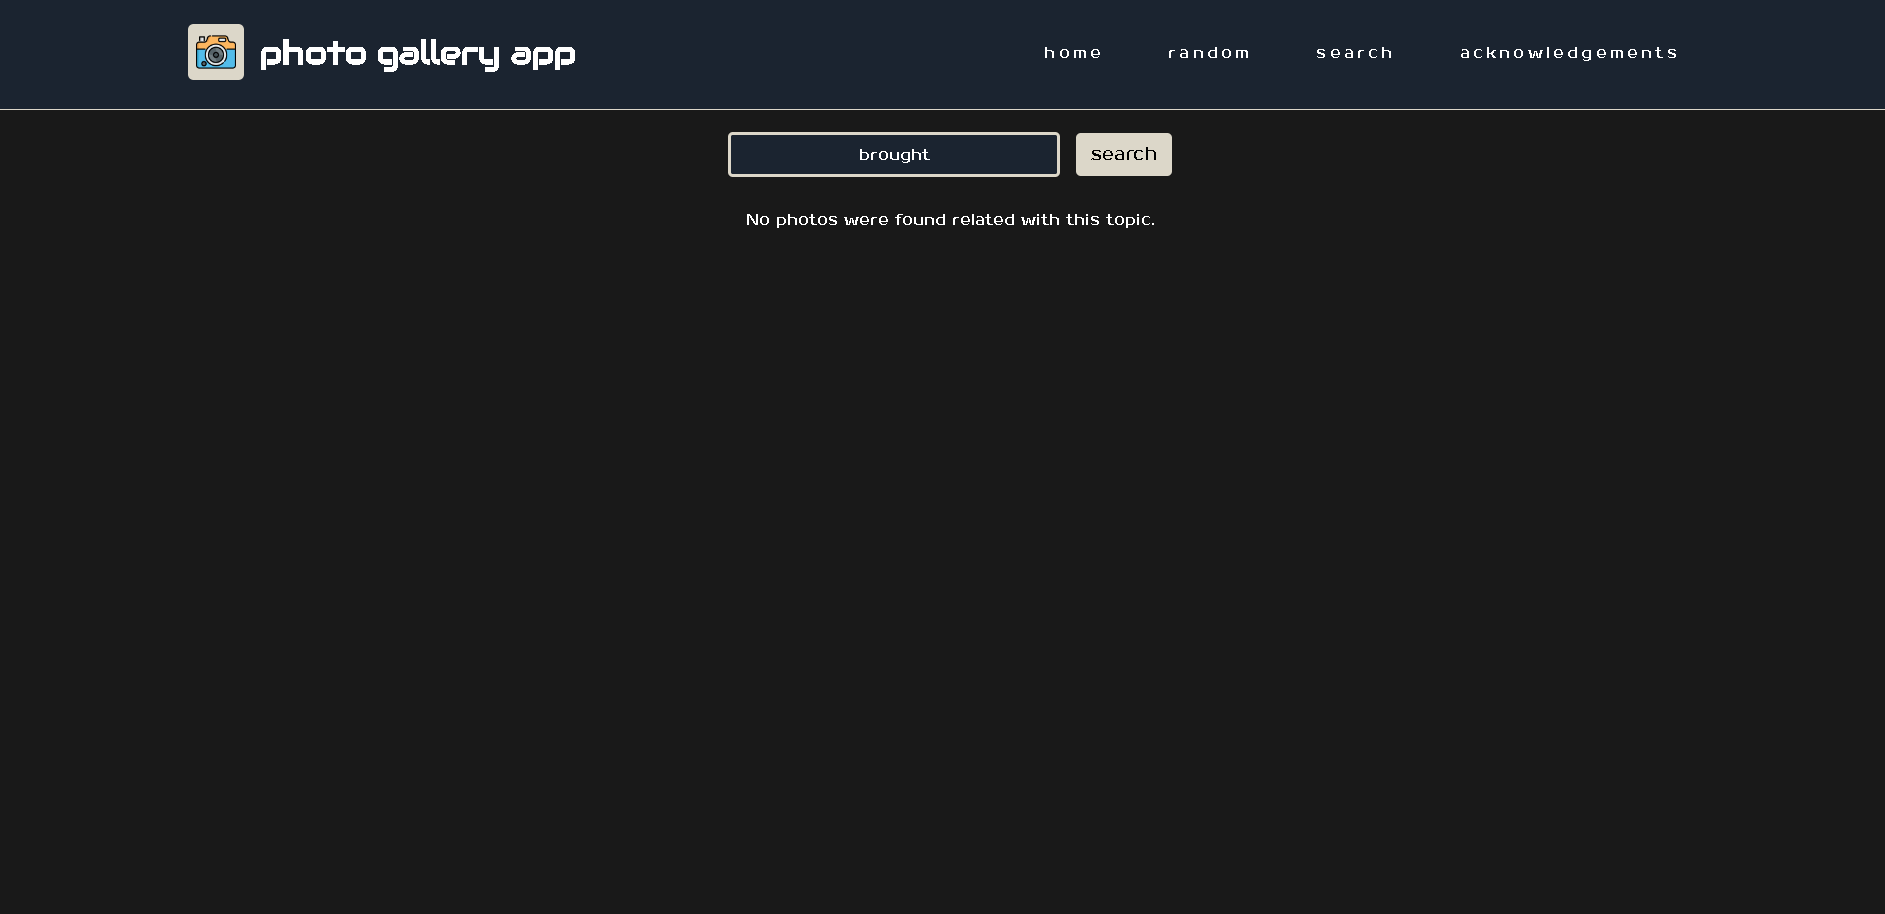 photo gallery app
home random search acknowledgements
brought search
No photos were found related with this topic.